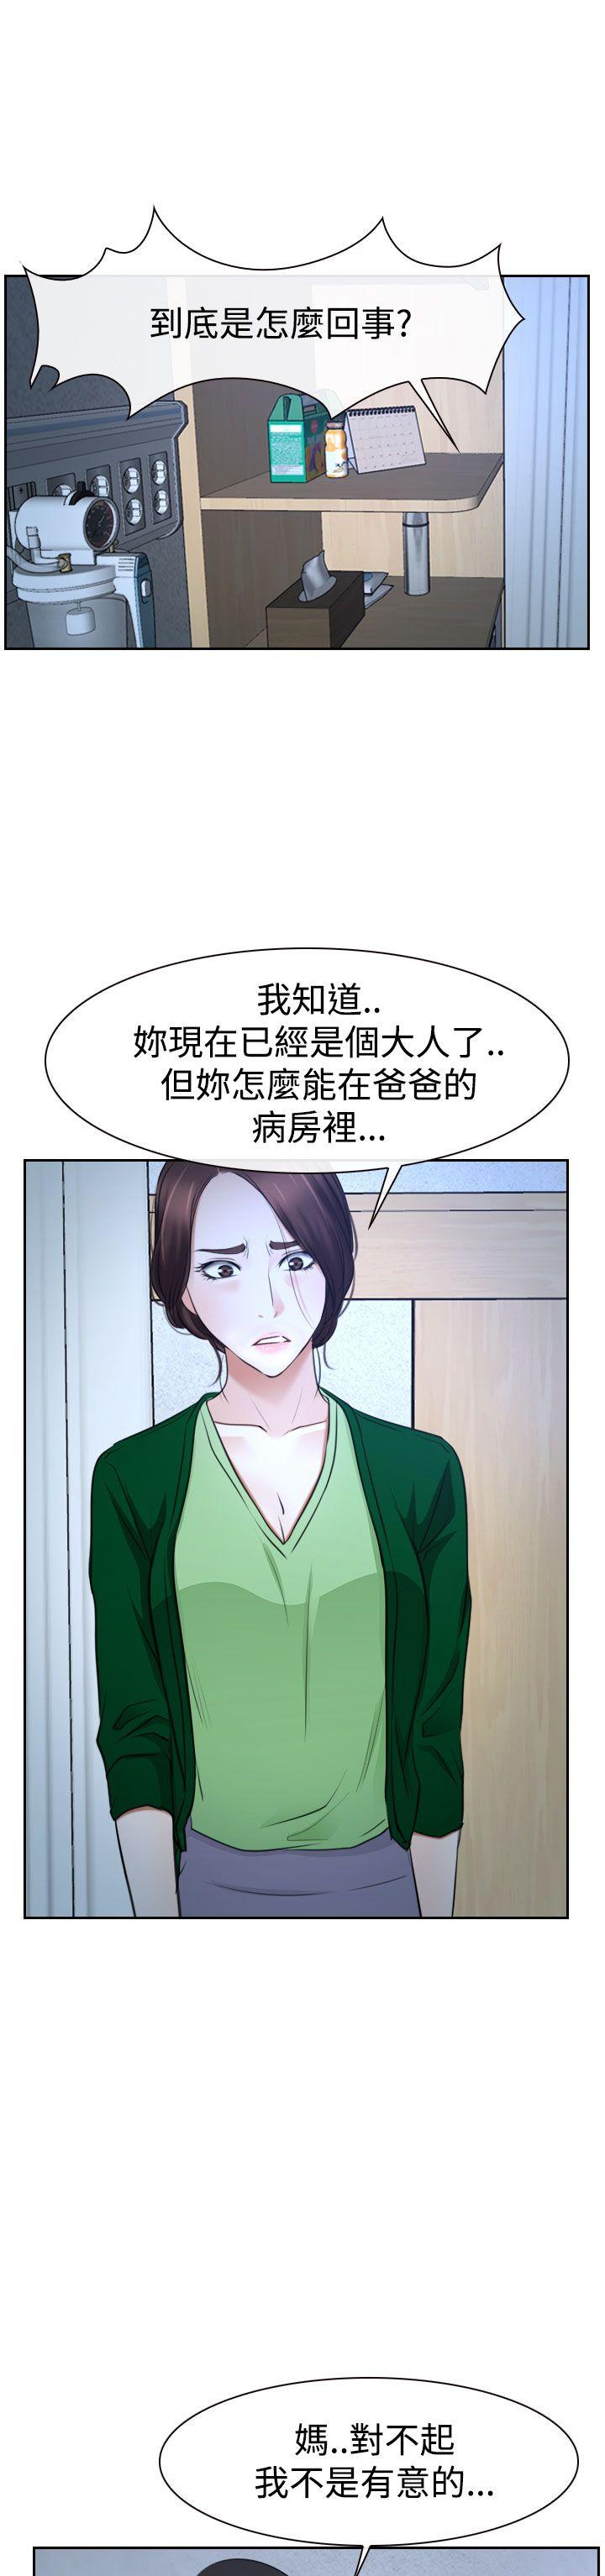 到底是怎麼回事?
我知道..
妳現在已經是個大人了..
但妳怎麼能在爸爸的
病房裡...
媽..對不起
我不是有意的...